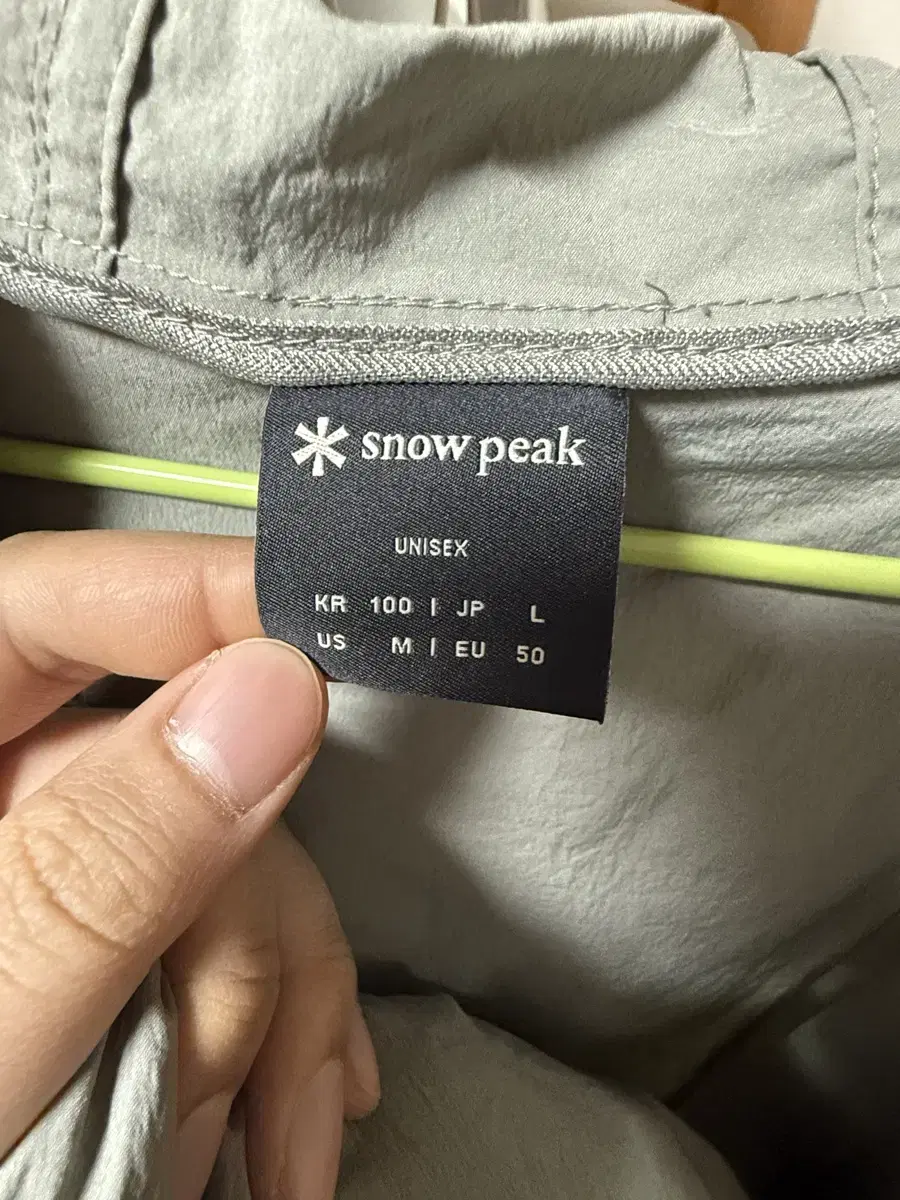 snow peak
UNISEX
KR 100 | JP L
US M | EU 50